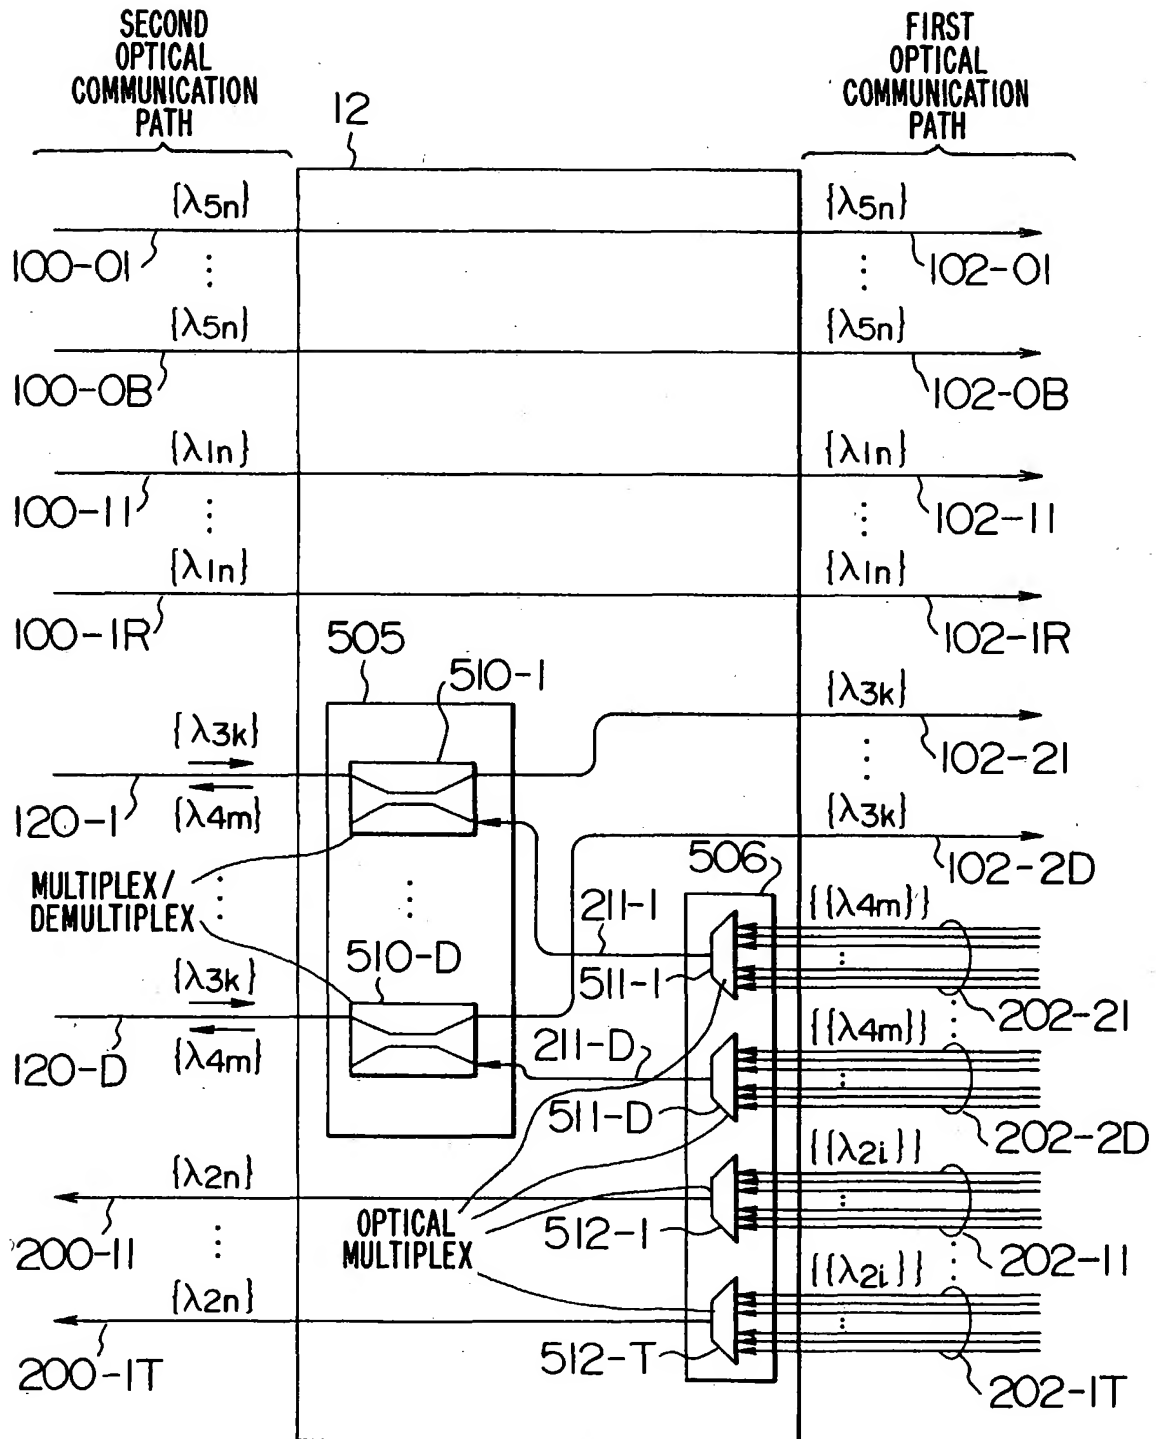 SECOND
OPTICAL
COMMUNICATION
PATH
FIRST
OPTICAL
COMMUNICATION
PATH
12
{λ5n}
{λ5n}
100-01
102-01
{λ5n}
{λ5n}
100-0B
102-0B
{λ1n}
{λ1n}
100-11
102-11
{λ1n}
{λ1n}
100-1R
102-1R
505
510-1
{λ3k}
{λ3k}
102-21
120-1
{λ4m}
{λ3k}
506
102-2D
MULTIPLEX/
DEMULTIPLEX
211-1
{{λ4m}}
510-D
{λ3k}
511-1
202-21
{λ4m}
120-D
211-D
{{λ4m}}
511-D
202-2D
{λ2n}
{{λ2i}}
200-11
OPTICAL
MULTIPLEX
512-1
202-11
{λ2n}
{{λ2i}}
200-1T
512-T
202-1T